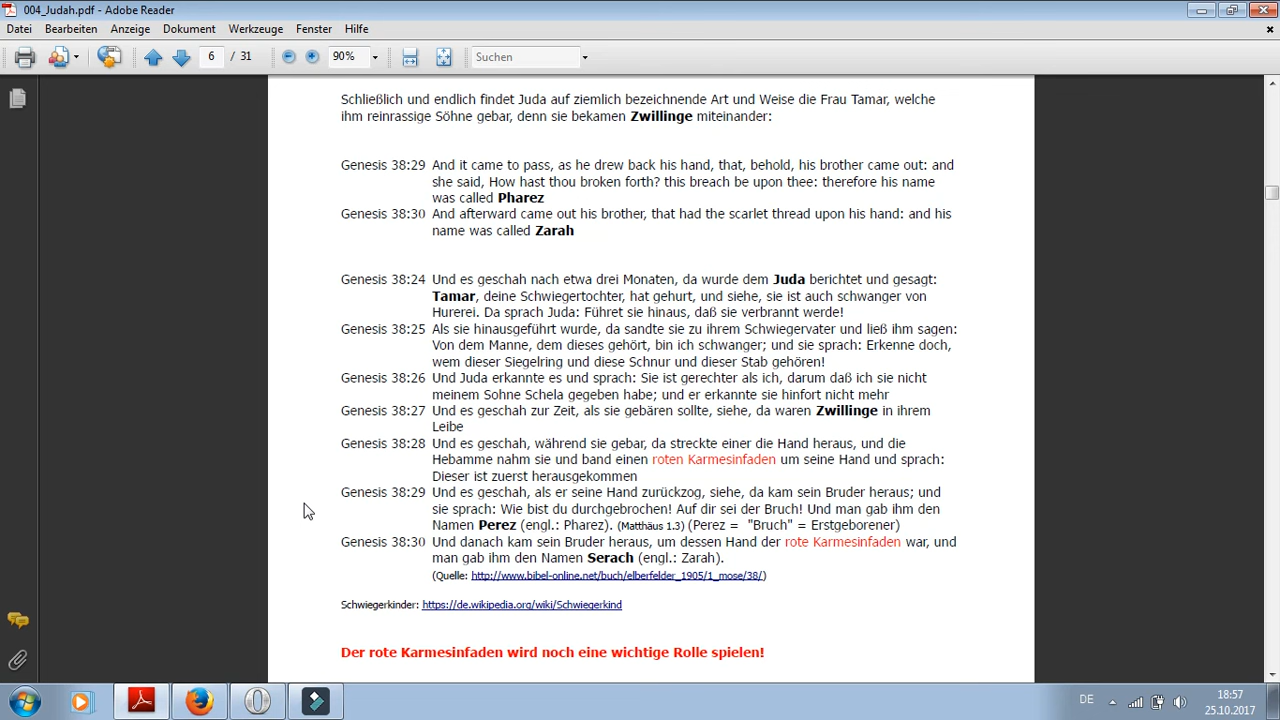 004_Judah.pdf - Adobe Reader
Datei Bearbeiten Anzeige Dokument Werkzeuge Fenster Hilfe
6 / 31 90% Suchen
Schließlich und endlich findet Juda auf ziemlich bezeichnende Art und Weise die Frau Tamar, welche
ihm reinrassige Söhne gebar, denn sie bekamen Zwillinge miteinander:
Genesis 38:29 And it came to pass, as he drew back his hand, that, behold, his brother came out: and
she said, How hast thou broken forth? this breach be upon thee: therefore his name
was called Pharez
Genesis 38:30 And afterward came out his brother, that had the scarlet thread upon his hand: and his
name was called Zarah
Genesis 38:24 Und es geschah nach etwa drei Monaten, da wurde dem Juda berichtet und gesagt:
Tamar, deine Schwiegertochter, hat gehurt, und siehe, sie ist auch schwanger von
Hurerei. Da sprach Juda: Führet sie hinaus, daß sie verbrannt werde!
Genesis 38:25 Als sie hinausgeführt wurde, da sandte sie zu ihrem Schwiegervater und ließ ihm sagen:
Von dem Manne, dem dieses gehört, bin ich schwanger; und sie sprach: Erkenne doch,
wem dieser Siegelring und diese Schnur und dieser Stab gehören!
Genesis 38:26 Und Juda erkannte es und sprach: Sie ist gerechter als ich, darum daß ich sie nicht
meinem Sohne Schela gegeben habe; und er erkannte sie hinfort nicht mehr
Genesis 38:27 Und es geschah zur Zeit, als sie gebären sollte, siehe, da waren Zwillinge in ihrem
Leibe
Genesis 38:28 Und es geschah, während sie gebar, da streckte einer die Hand heraus, und die
Hebamme nahm sie und band einen roten Karmesinfaden um seine Hand und sprach:
Dieser ist zuerst herausgekommen
Genesis 38:29 Und es geschah, als er seine Hand zurückzog, siehe, da kam sein Bruder heraus; und
sie sprach: Wie bist du durchgebrochen! Auf dir sei der Bruch! Und man gab ihm den
Namen Perez (engl.: Pharez). (Matthäus 1.3) (Perez = "Bruch" = Erstgeborener)
Genesis 38:30 Und danach kam sein Bruder heraus, um dessen Hand der rote Karmesinfaden war, und
man gab ihm den Namen Serach (engl.: Zarah).
(Quelle: http://www.bibel-online.net/buch/elberfelder_1905/1_mose/38/)
Schwiegerkinder: https://de.wikipedia.org/wiki/Schwiegerkind
Der rote Karmesinfaden wird noch eine wichtige Rolle spielen!
DE 18:57
25.10.2017